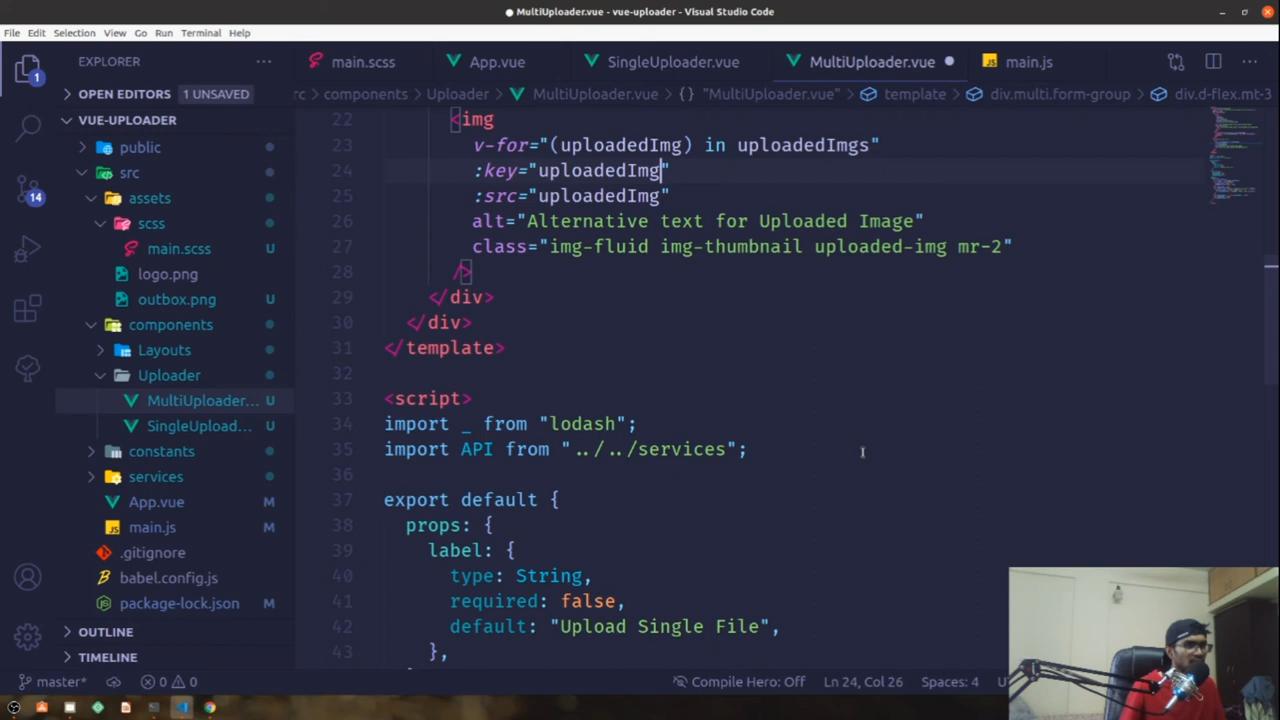 MultiUploader.vue - vue-uploader - Visual Studio Code
File Edit Selection View Go Run Terminal Help
EXPLORER
main.scss App.vue SingleUploader.vue MultiUploader.vue main.js
1
OPEN EDITORS 1 UNSAVED
rc > components > Uploader > MultiUploader.vue > {} "MultiUploader.vue" > template > div.multi.form-group > div.d-flex.mt-3
VUE-UPLOADER
public
src
assets
scss
main.scss U
logo.png
outbox.png U
components
Layouts
Uploader
MultiUploader... U
SingleUpload... U
constants
services
App.vue M
main.js M
.gitignore
babel.config.js
package-lock.json M
OUTLINE
TIMELINE
14
22 <img
23 v-for="(uploadedImg) in uploadedImgs"
24 :key="uploadedImg"
25 :src="uploadedImg"
26 alt="Alternative text for Uploaded Image"
27 class="img-fluid img-thumbnail uploaded-img mr-2"
28 />
29 </div>
30 </div>
31 </template>
32
33 <script>
34 import _ from "lodash";
35 import API from "../../services";
36
37 export default {
38 props: {
39 label: {
40 type: String,
41 required: false,
42 default: "Upload Single File",
43 },
master* 0 0 Compile Hero: Off Ln 24, Col 26 Spaces: 4